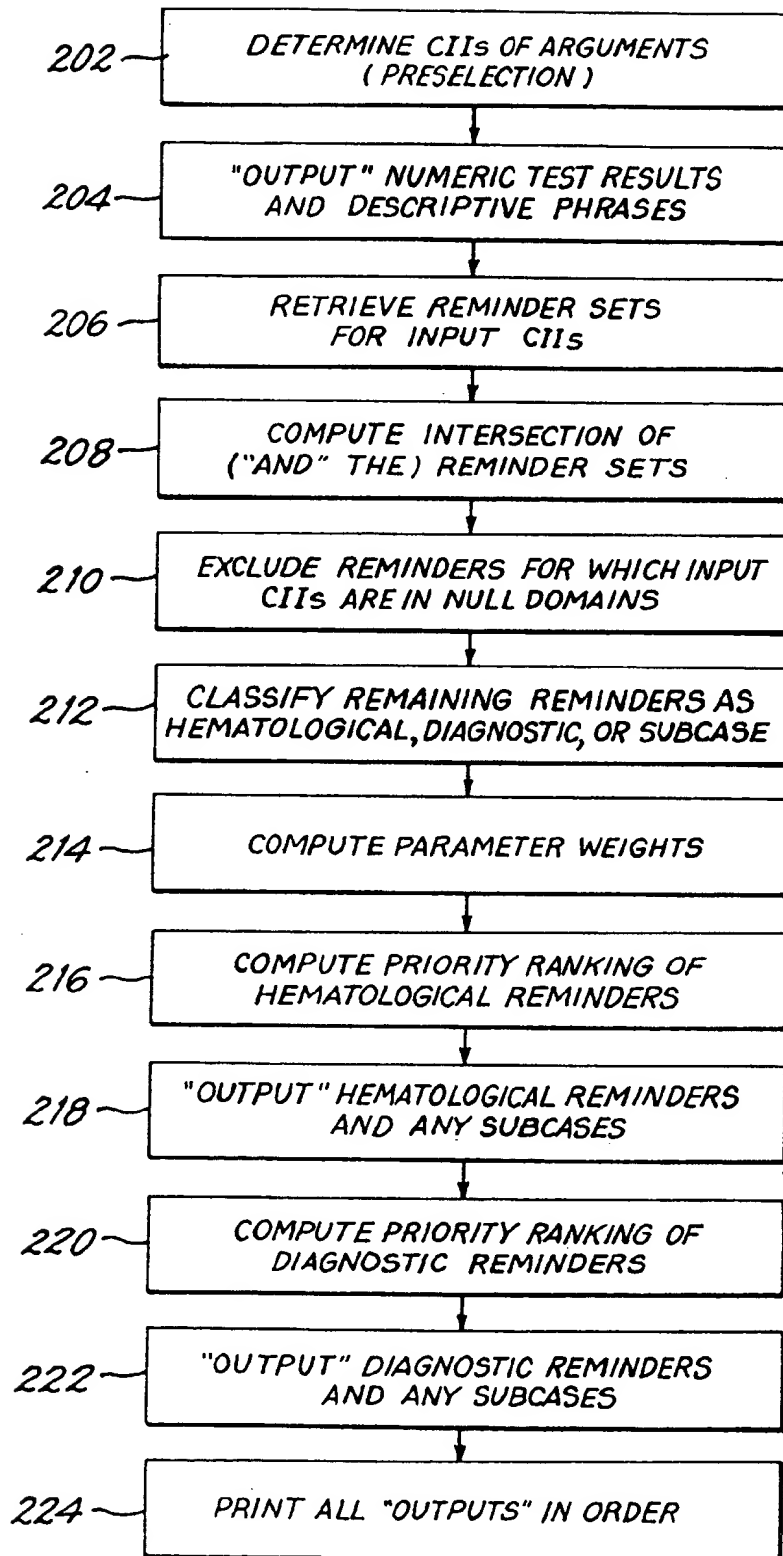 202
DETERMINE CIIs OF ARGUMENTS
(PRESELECTION)
204
"OUTPUT" NUMERIC TEST RESULTS
AND DESCRIPTIVE PHRASES
206
RETRIEVE REMINDER SETS
FOR INPUT CIIs
208
COMPUTE INTERSECTION OF
("AND" THE) REMINDER SETS
210
EXCLUDE REMINDERS FOR WHICH INPUT
CIIs ARE IN NULL DOMAINS
212
CLASSIFY REMAINING REMINDERS AS
HEMATOLOGICAL, DIAGNOSTIC, OR SUBCASE
214
COMPUTE PARAMETER WEIGHTS
216
COMPUTE PRIORITY RANKING OF
HEMATOLOGICAL REMINDERS
218
"OUTPUT" HEMATOLOGICAL REMINDERS
AND ANY SUBCASES
220
COMPUTE PRIORITY RANKING OF
DIAGNOSTIC REMINDERS
222
"OUTPUT" DIAGNOSTIC REMINDERS
AND ANY SUBCASES
224
PRINT ALL "OUTPUTS" IN ORDER